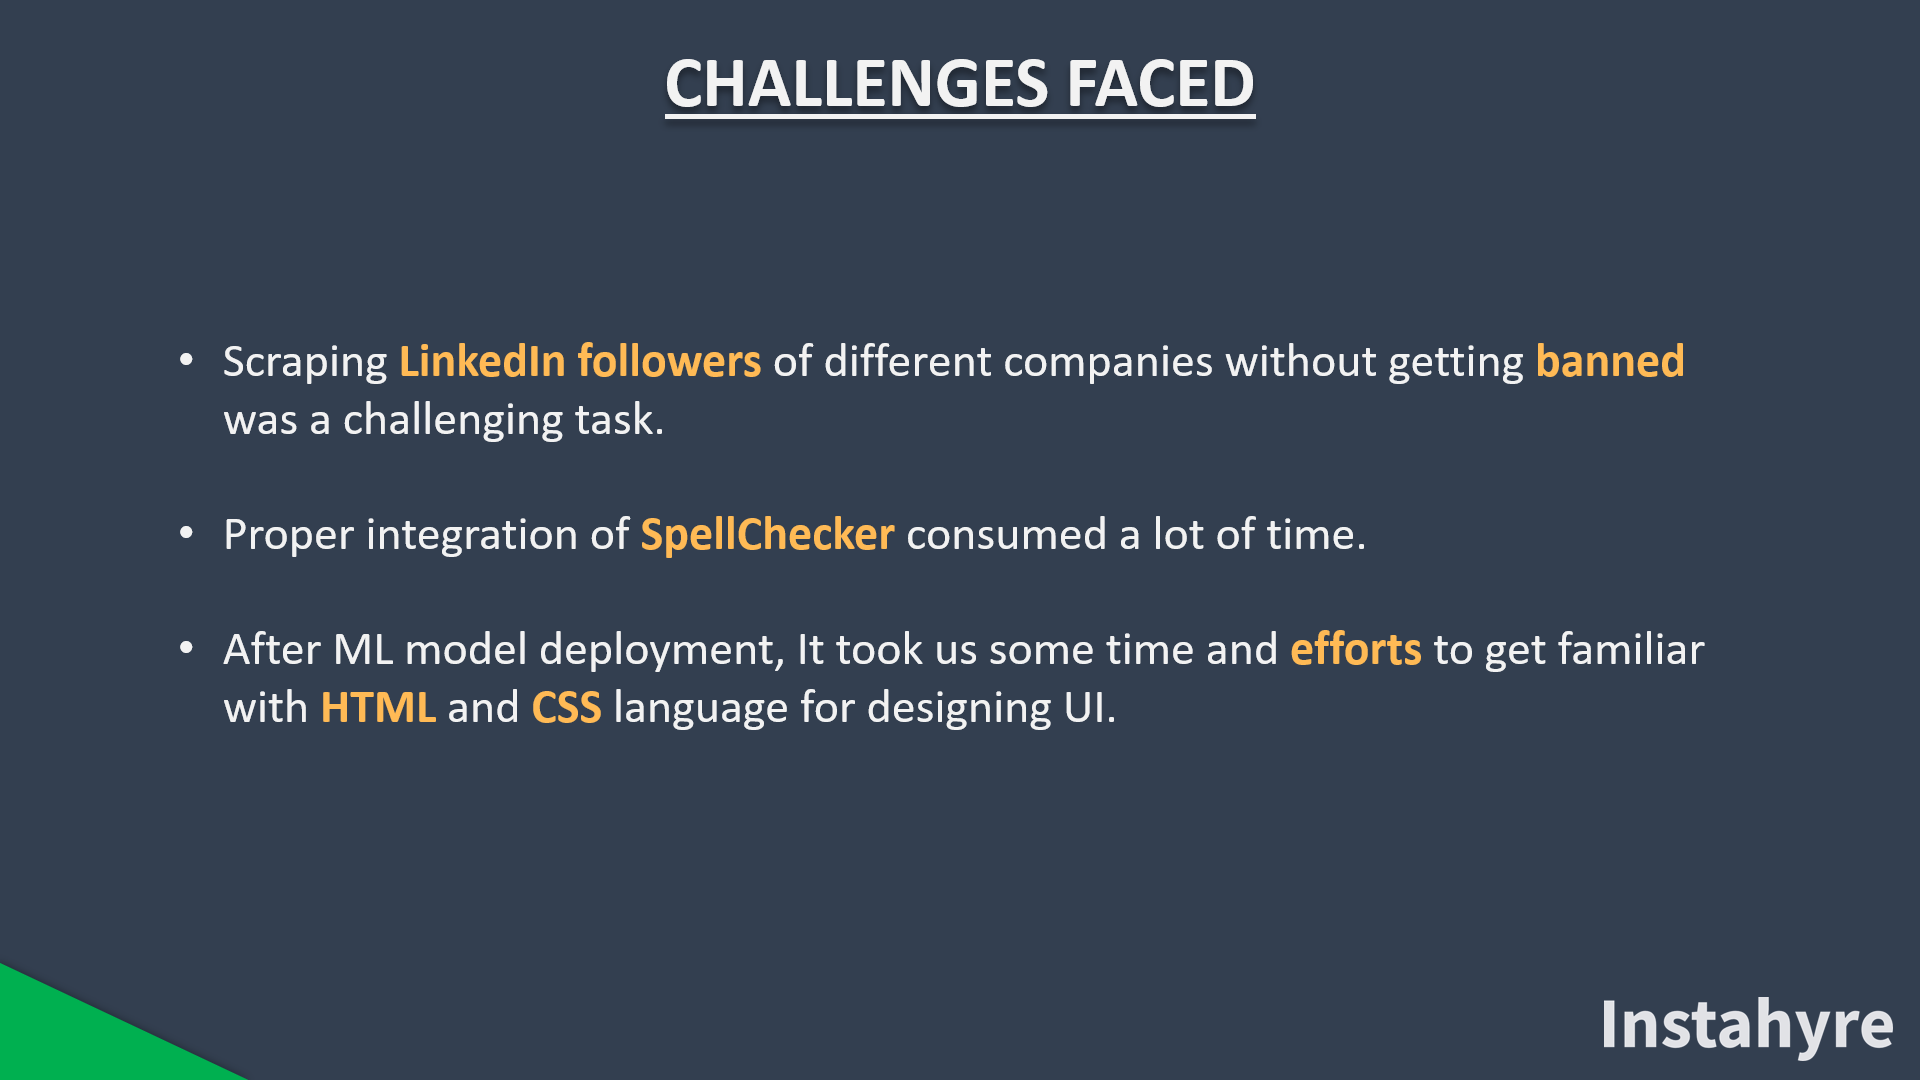 CHALLENGES FACED
• Scraping LinkedIn followers of different companies without getting banned
was a challenging task.
• Proper integration of SpellChecker consumed a lot of time.
• After ML model deployment, It took us some time and efforts to get familiar
with HTML and CSS language for designing UI.
Instahyre